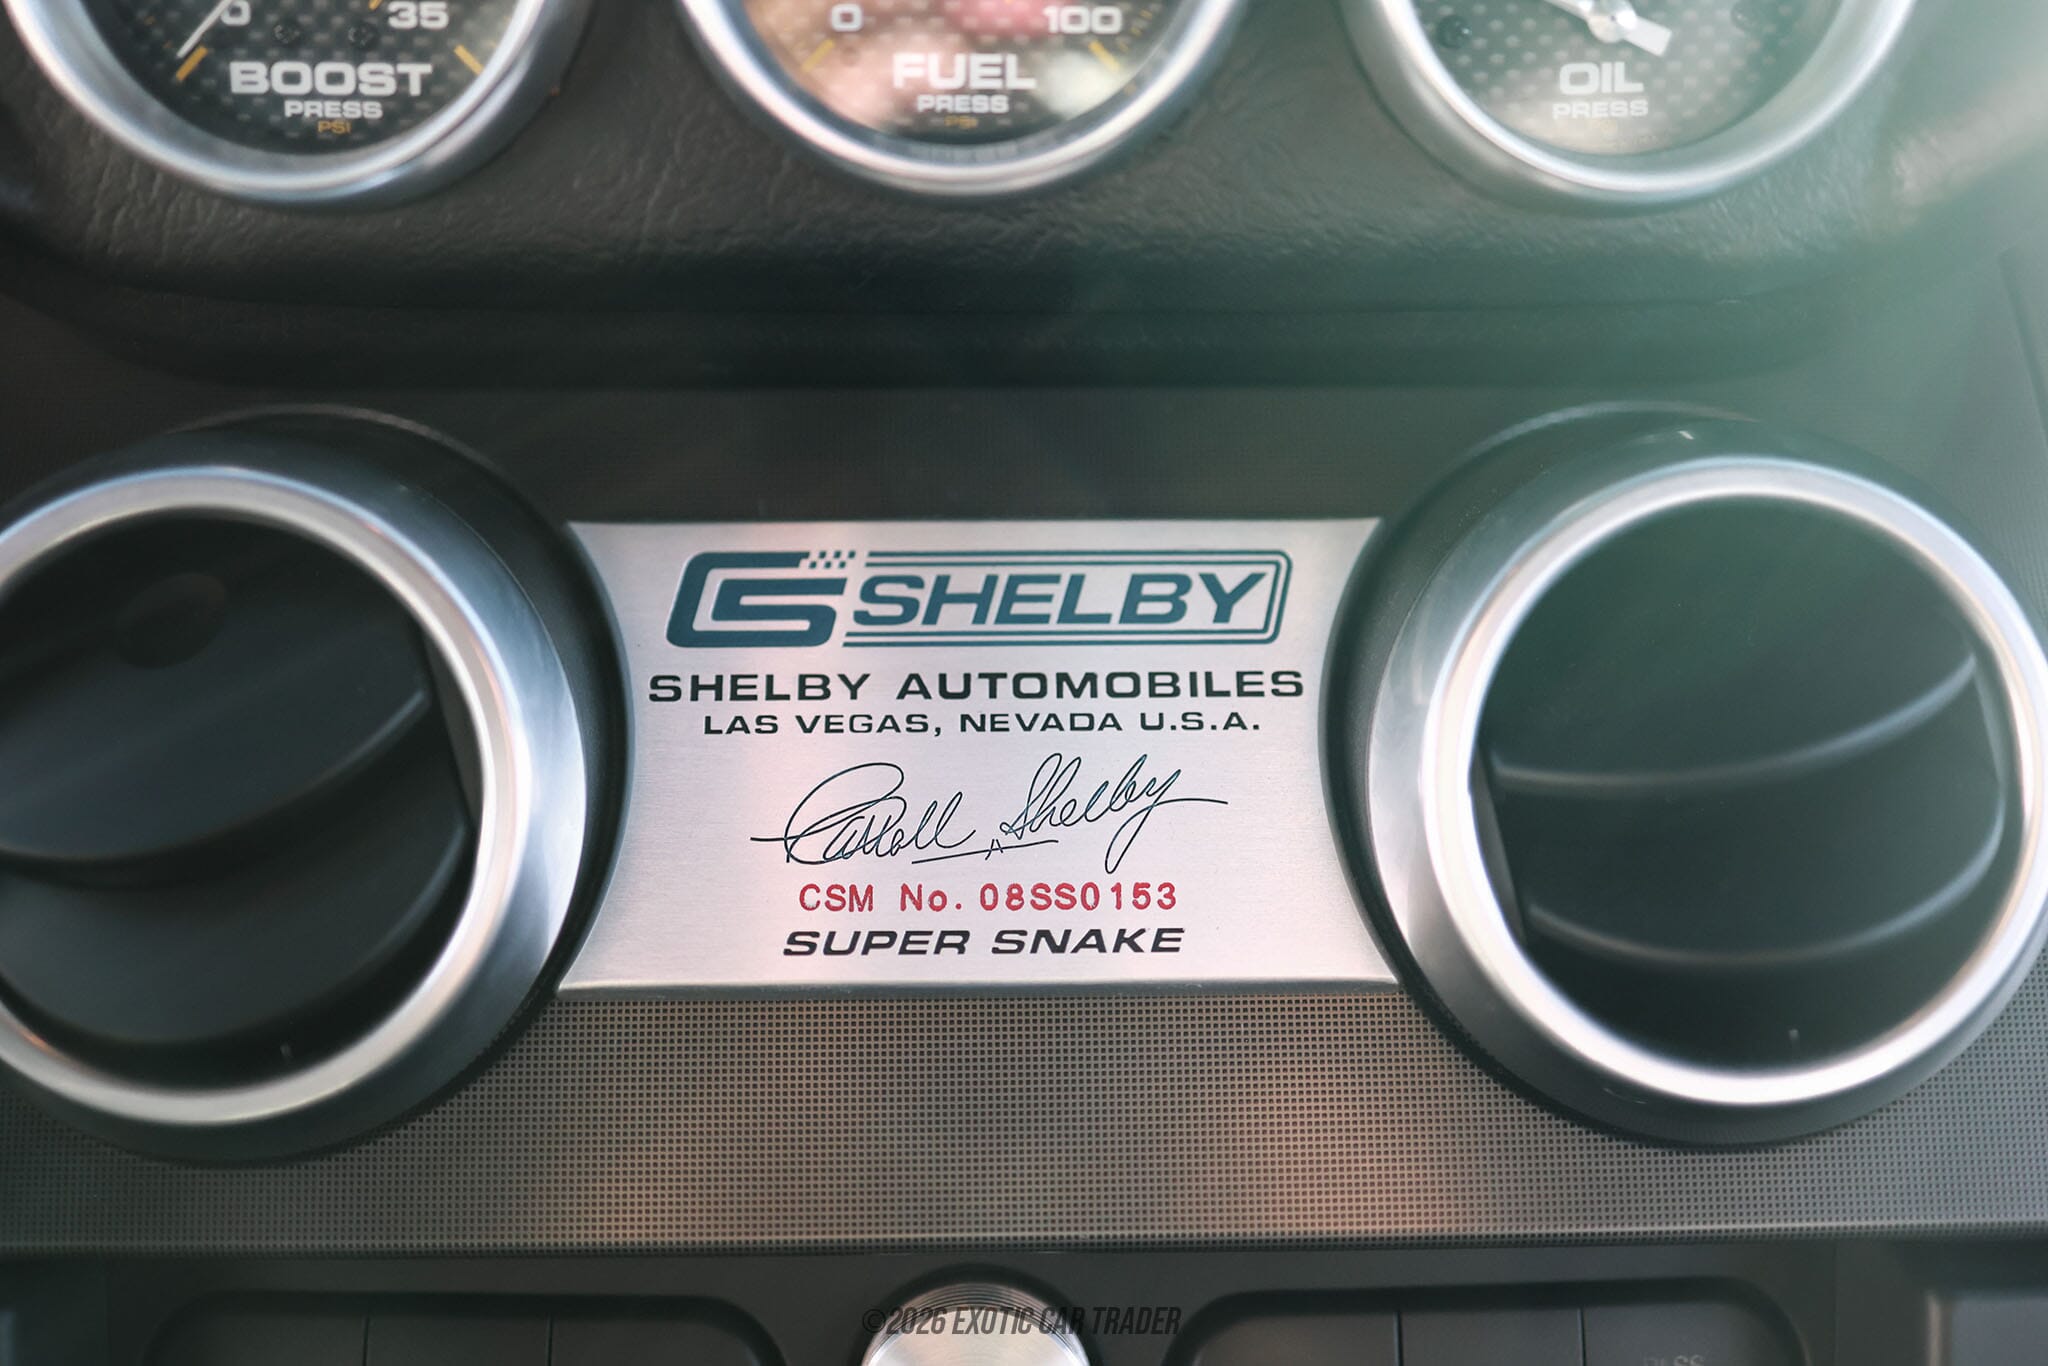 0 35
BOOST
PRESS
PSI
0 100
FUEL
PRESS
PSI
OIL
PRESS
CS SHELBY
SHELBY AUTOMOBILES
LAS VEGAS, NEVADA U.S.A.
Carroll Shelby
CSM No. 08SS0153
SUPER SNAKE
©2026 EXOTIC CAR TRADER